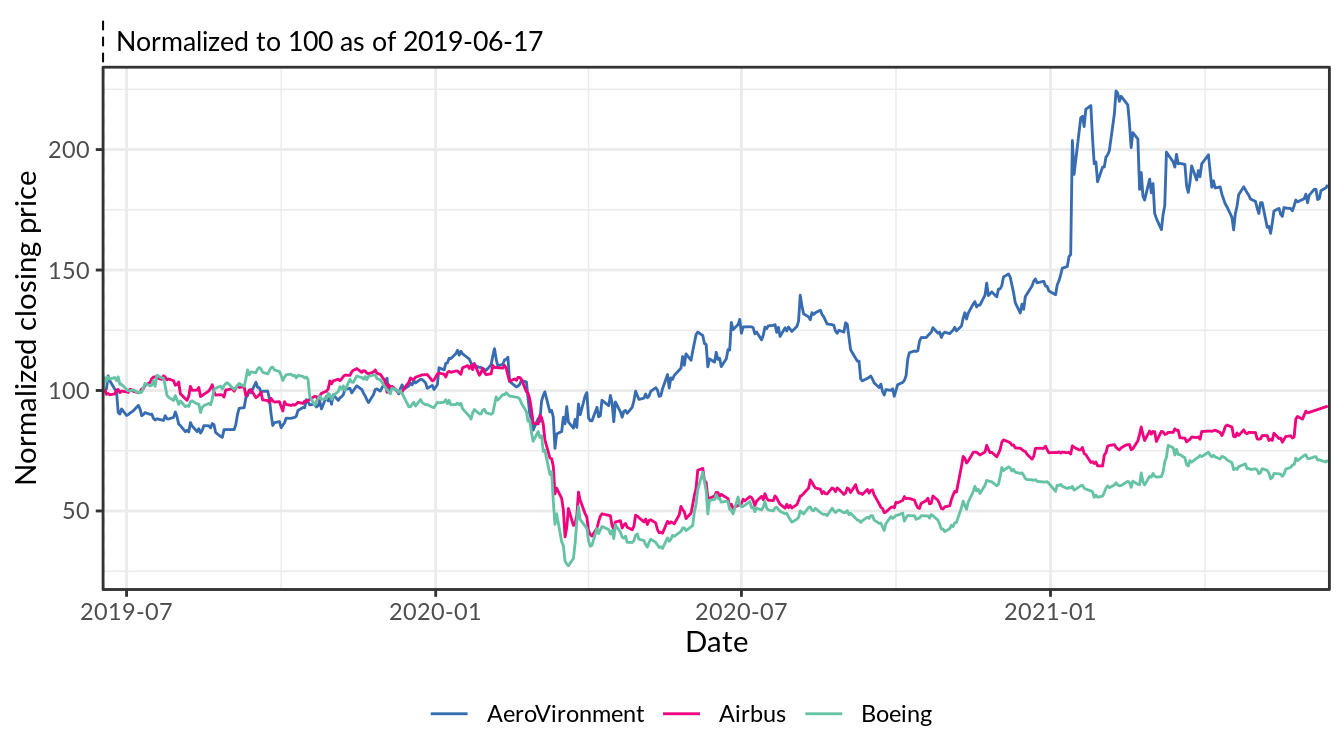 Normalized to 100 as of 2019-06-17
Normalized closing price
200
150
100
50
2019-07 2020-01 2020-07 2021-01
Date
AeroVironment Airbus Boeing